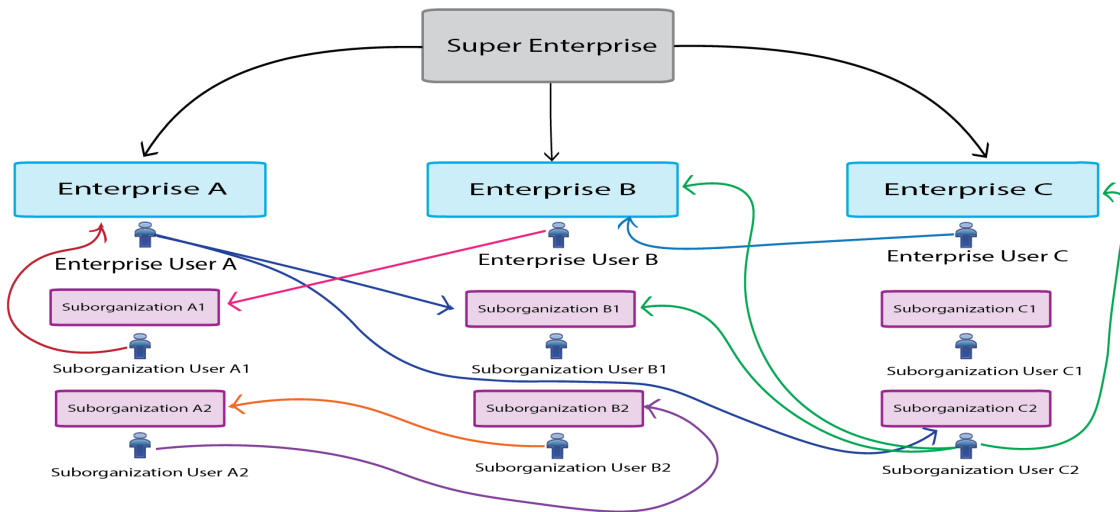 Super Enterprise
Enterprise A
Enterprise B
Enterprise C
Enterprise User A
Enterprise User B
Enterprise User C
Suborganization A1
Suborganization B1
Suborganization C1
Suborganization User A1
Suborganization User B1
Suborganization User C1
Suborganization A2
Suborganization B2
Suborganization C2
Suborganization User A2
Suborganization User B2
Suborganization User C2